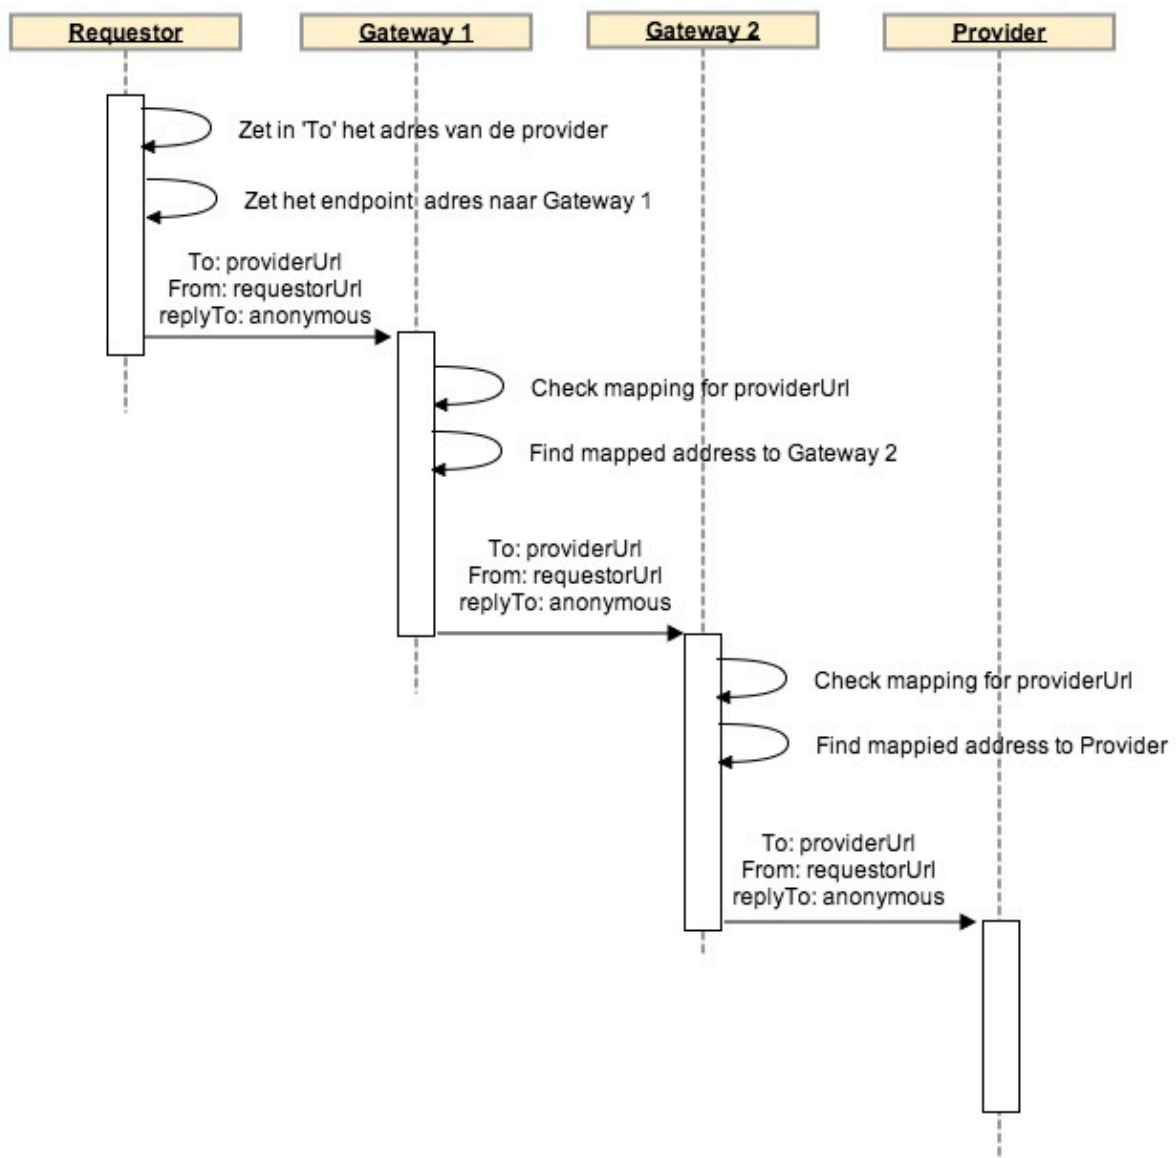 Requestor
Gateway 1
Gateway 2
Provider
Zet in 'To' het adres van de provider
Zet het endpoint adres naar Gateway 1
To: providerUrl
From: requestorUrl
replyTo: anonymous
Check mapping for providerUrl
Find mapped address to Gateway 2
To: providerUrl
From: requestorUrl
replyTo: anonymous
Check mapping for providerUrl
Find mappied address to Provider
To: providerUrl
From: requestorUrl
replyTo: anonymous